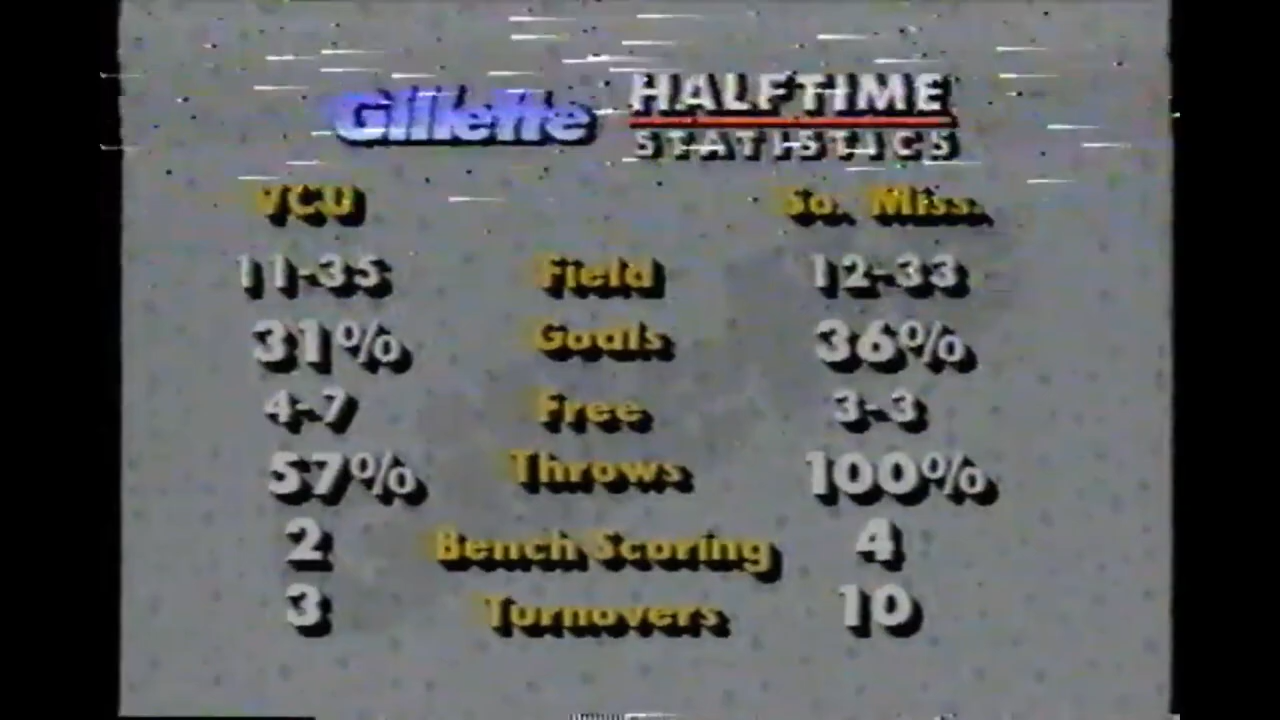 Gillette HALFTIME
STATISTICS
VCU So. Miss.
11-35 Field 12-33
31% Goals 36%
4-7 Free 3-3
57% Throws 100%
2 Bench Scoring 4
3 Turnovers 10